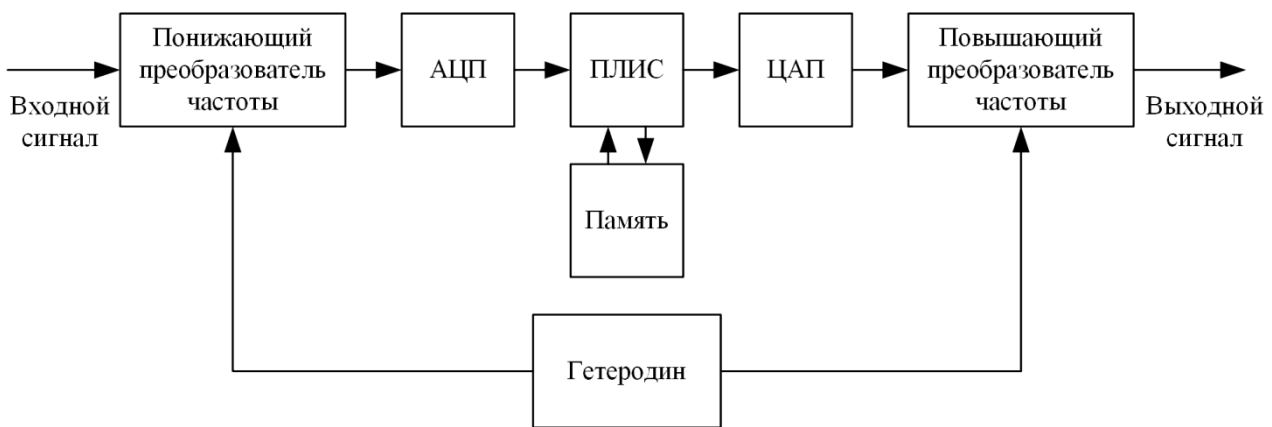 Понижающий
преобразователь
частоты
АЦП
ПЛИС
ЦАП
Повышающий
преобразователь
частоты
Входной
сигнал
Выходной
сигнал
Память
Гетеродин